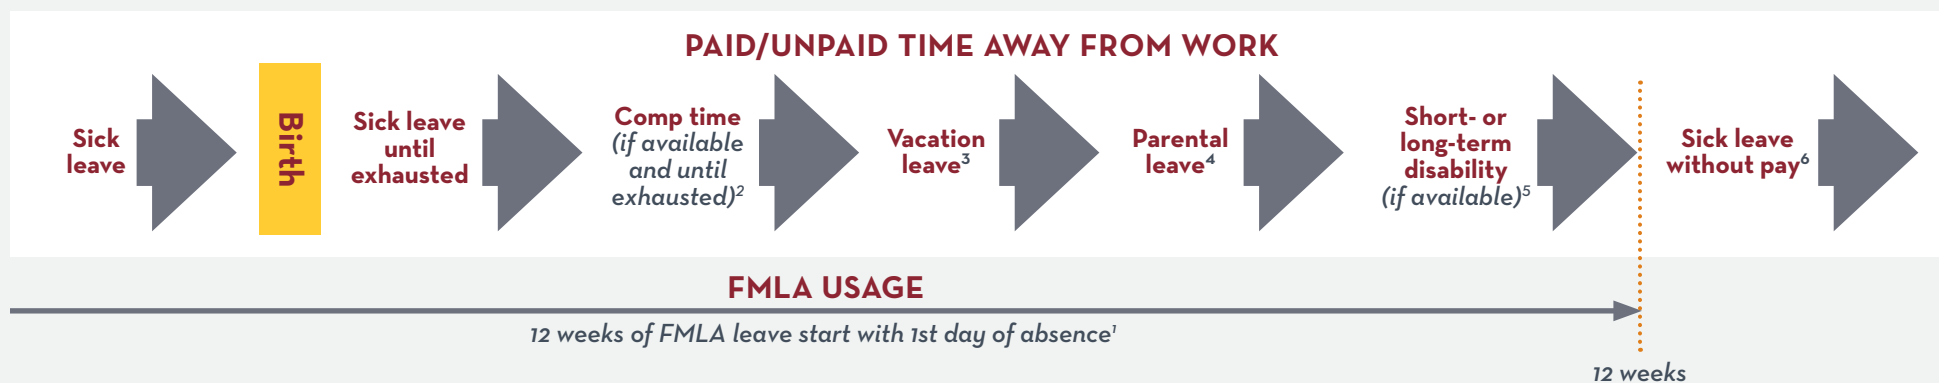 PAID/UNPAID TIME AWAY FROM WORK
Sick
leave
Birth
Sick leave
until
exhausted
Comp time
(if available
and until
exhausted)²
Vacation
leave³
Parental
leave⁴
Short- or
long-term
disability
(if available)⁵
Sick leave
without pay⁶
FMLA USAGE
12 weeks of FMLA leave start with 1st day of absence¹
12 weeks